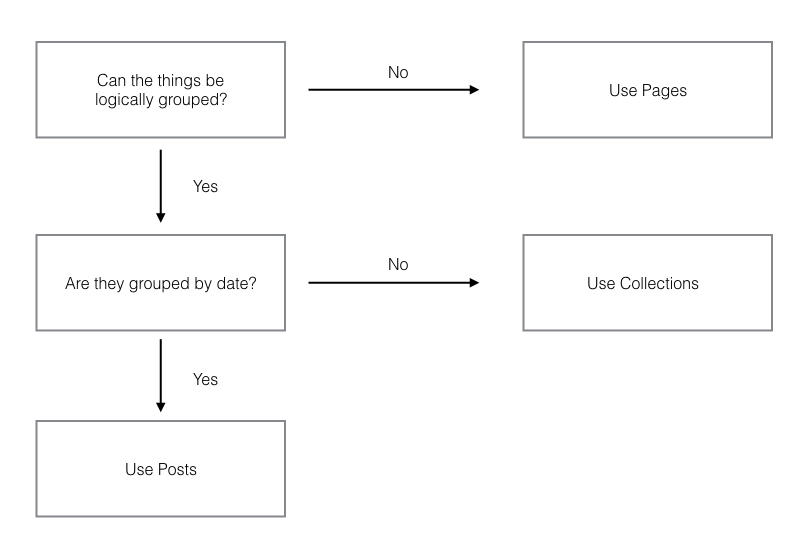 Can the things be
logically grouped?
No
Use Pages
Yes
Are they grouped by date?
No
Use Collections
Yes
Use Posts